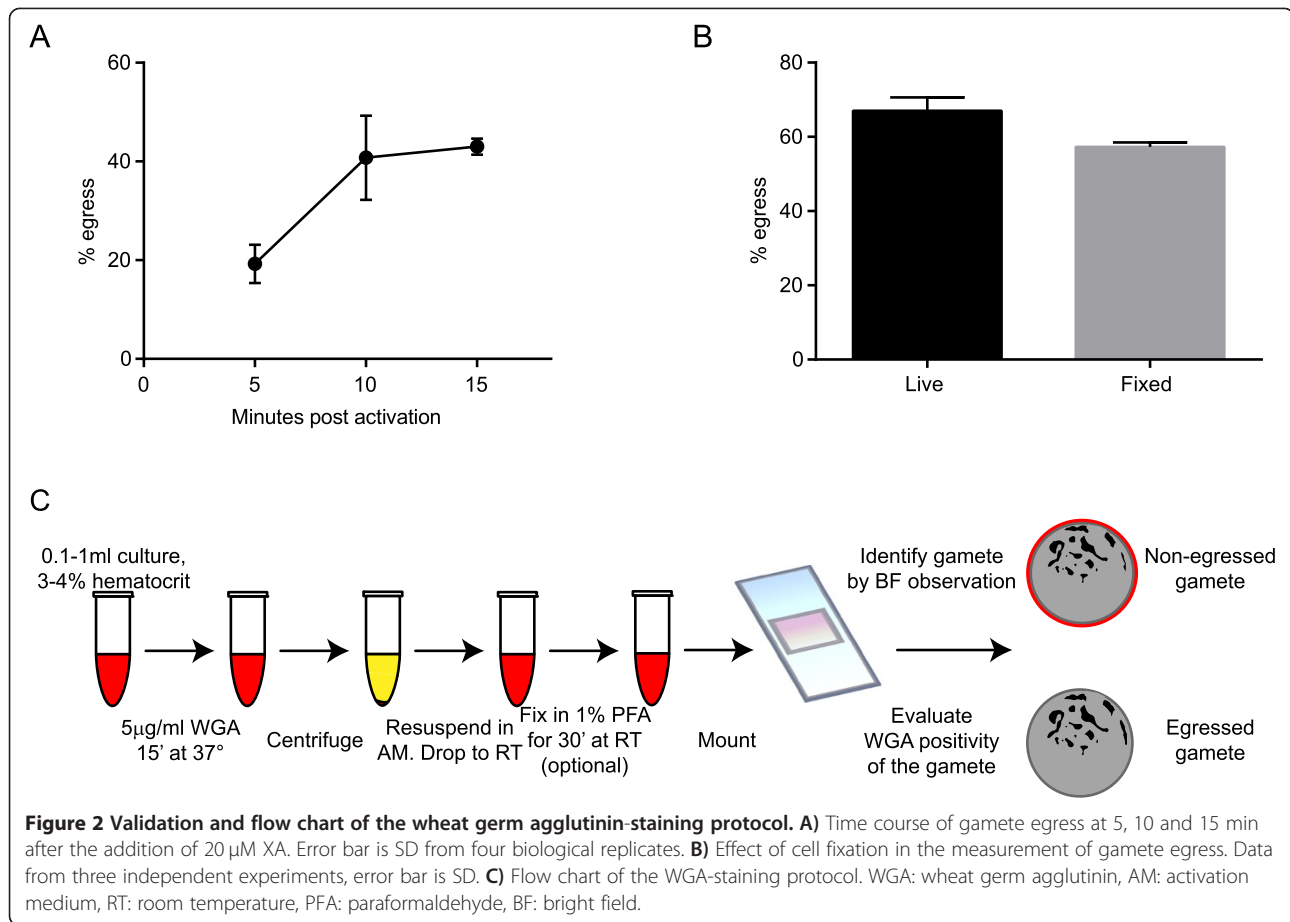 A
60
40
20
0
% egress
0
5
10
15
Minutes post activation
B
80
60
40
20
0
% egress
Live
Fixed
C
0.1-1ml culture,
3-4% hematocrit
5μg/ml WGA
15' at 37°
Centrifuge
Resuspend in
AM. Drop to RT
Fix in 1% PFA
for 30' at RT
(optional)
Mount
Identify gamete
by BF observation
Evaluate
WGA positivity
of the gamete
Non-egressed
gamete
Egressed
gamete
Figure 2 Validation and flow chart of the wheat germ agglutinin-staining protocol. A) Time course of gamete egress at 5, 10 and 15 min
after the addition of 20 μM XA. Error bar is SD from four biological replicates. B) Effect of cell fixation in the measurement of gamete egress. Data
from three independent experiments, error bar is SD. C) Flow chart of the WGA-staining protocol. WGA: wheat germ agglutinin, AM: activation
medium, RT: room temperature, PFA: paraformaldehyde, BF: bright field.